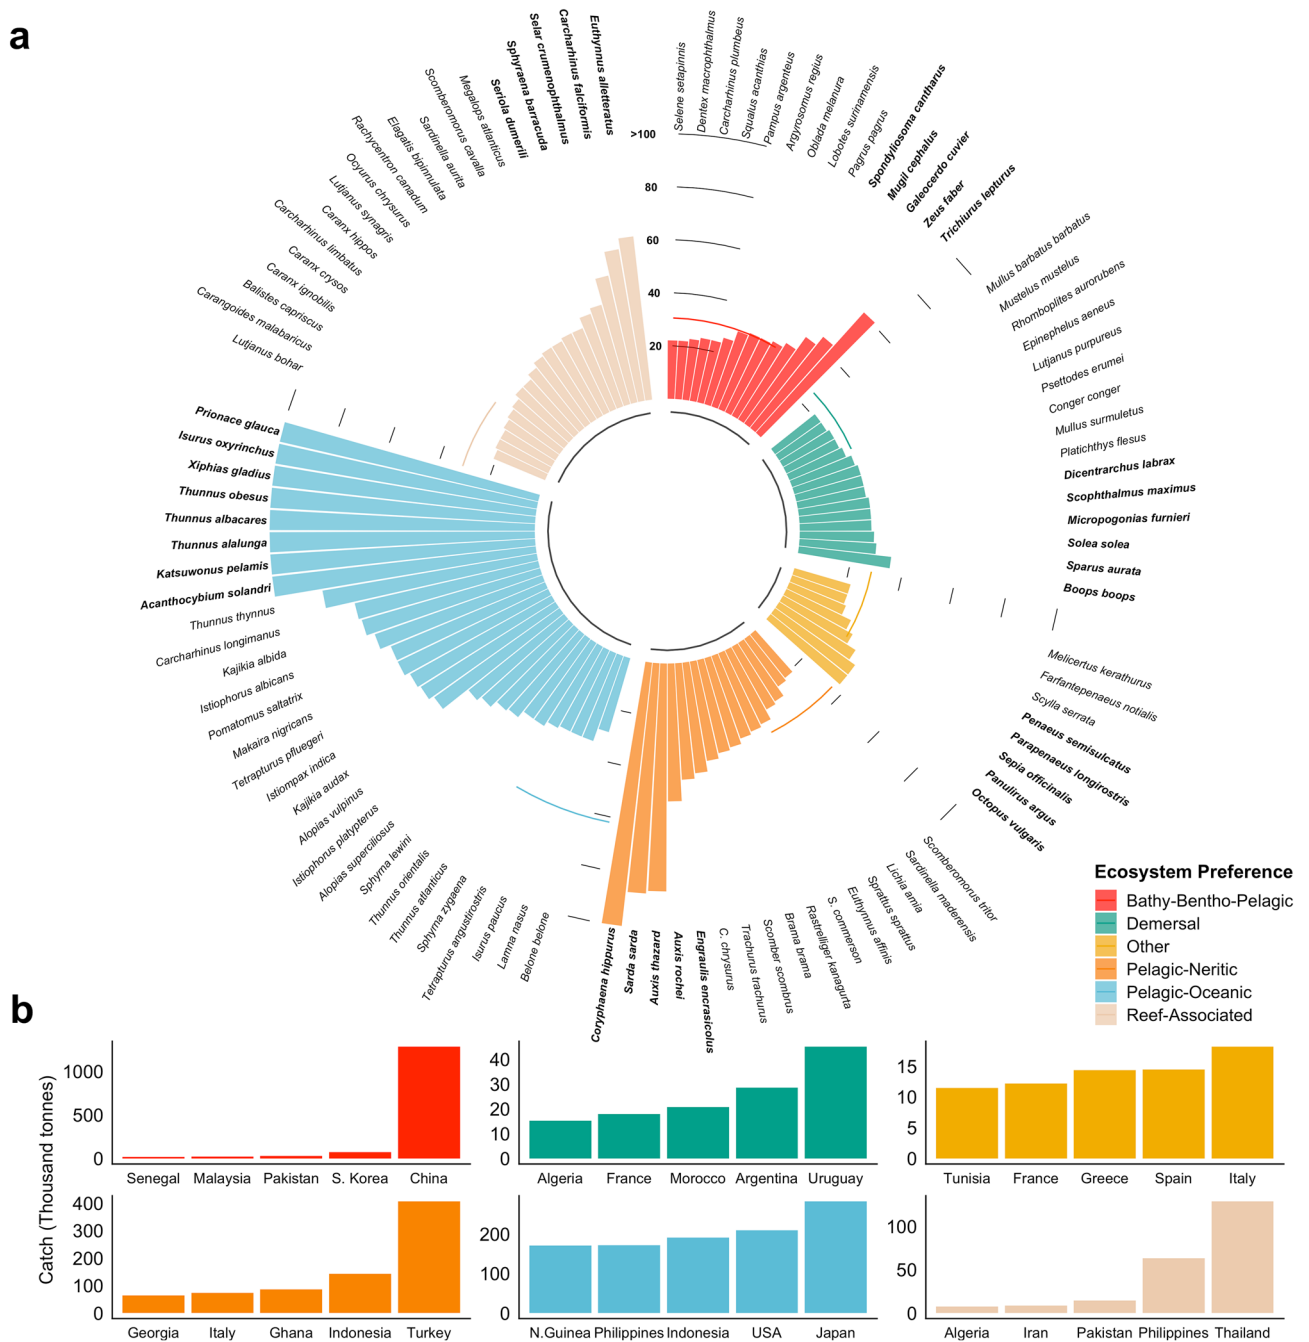 a
>100
80
60
40
20
Selene setapinnis
Dentex macrophthalmus
Carcharhinus plumbeus
Squalus acanthias
Pampus argenteus
Argyrosomus regius
Oblada melanura
Lobotes surinamensis
Pagrus pagrus
Spondyliosoma cantharus
Mugil cephalus
Galeocerdo cuvier
Zeus faber
Trichiurus lepturus
Mullus barbatus barbatus
Mustelus mustelus
Rhomboplites aurorubens
Epinephelus aeneus
Lutjanus purpureus
Psettodes erumei
Conger conger
Mullus surmuletus
Platichthys flesus
Dicentrarchus labrax
Scophthalmus maximus
Micropogonias furnieri
Solea solea
Sparus aurata
Boops boops
Melicertus kerathurus
Farfantepenaeus notialis
Scylla serrata
Penaeus semisulcatus
Parapenaeus longirostris
Sepia officinalis
Panulirus argus
Octopus vulgaris
Scomberomorus tritor
Sardinella maderensis
Lichia amia
Sprattus sprattus
Euthynnus affinis
S. commerson
Rastrelliger kanagurta
Brama brama
Scomber scombrus
Trachurus trachurus
C. chrysurus
Engraulis encrasicolus
Auxis rochei
Auxis thazard
Sarda sarda
Coryphaena hippurus
Belone belone
Lamna nasus
Isurus paucus
Tetrapturus angustirostris
Sphyrna zygaena
Thunnus atlanticus
Thunnus orientalis
Sphyrna lewini
Alopias superciliosus
Istiophorus platypterus
Alopias vulpinus
Kajikia audax
Istiompax indica
Tetrapturus pfluegeri
Makaira nigricans
Pomatomus saltatrix
Istiophorus albicans
Kajikia albida
Carcharhinus longimanus
Thunnus thynnus
Acanthocybium solandri
Katsuwonus pelamis
Thunnus alalunga
Thunnus albacares
Thunnus obesus
Xiphias gladius
Isurus oxyrinchus
Prionace glauca
Lutjanus bohar
Carangoides malabaricus
Balistes capriscus
Caranx ignobilis
Caranx crysos
Carcharhinus limbatus
Caranx hippos
Lutjanus synagris
Ocyurus chrysurus
Rachycentron canadum
Elagatis bipinnulata
Sardinella aurita
Scomberomorus cavalla
Megalops atlanticus
Seriola dumerili
Sphyraena barracuda
Selar crumenophthalmus
Carcharhinus falciformis
Euthynnus alletteratus
Ecosystem Preference
Bathy-Bentho-Pelagic
Demersal
Other
Pelagic-Neritic
Pelagic-Oceanic
Reef-Associated
b
Catch (Thousand tonnes)
1000
500
0
Senegal Malaysia Pakistan S. Korea China
40
30
20
10
0
Algeria France Morocco Argentina Uruguay
15
10
5
0
Tunisia France Greece Spain Italy
400
300
200
100
0
Georgia Italy Ghana Indonesia Turkey
200
100
0
N.Guinea Philippines Indonesia USA Japan
100
50
0
Algeria Iran Pakistan Philippines Thailand